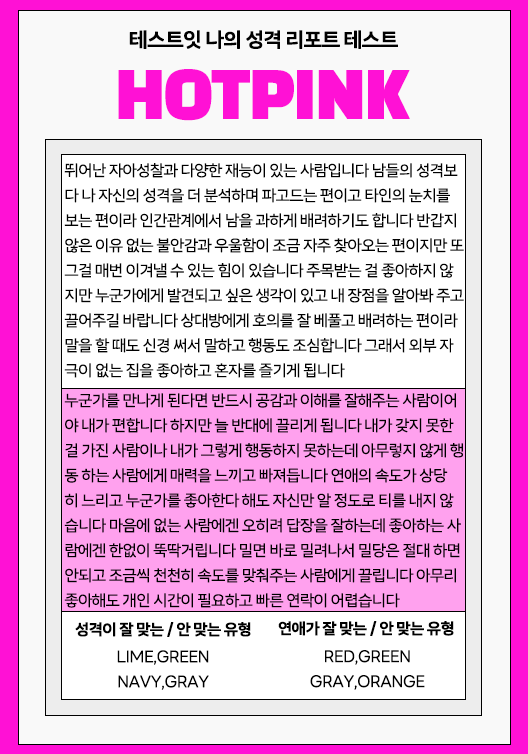 테스트잇 나의 성격 리포트 테스트
HOTPINK
뛰어난 자아성찰과 다양한 재능이 있는 사람입니다 남들의 성격보
다 나 자신의 성격을 더 분석하며 파고드는 편이고 타인의 눈치를
보는 편이라 인간관계에서 남을 과하게 배려하기도 합니다 반갑지
않은 이유 없는 불안감과 우울함이 조금 자주 찾아오는 편이지만 또
그걸 매번 이겨낼 수 있는 힘이 있습니다 주목받는 걸 좋아하지 않
지만 누군가에게 발견되고 싶은 생각이 있고 내 장점을 알아봐 주고
끌어주길 바랍니다 상대방에게 호의를 잘 베풀고 배려하는 편이라
말을 할 때도 신경 써서 말하고 행동도 조심합니다 그래서 외부 자
극이 없는 집을 좋아하고 혼자를 즐기게 됩니다
누군가를 만나게 된다면 반드시 공감과 이해를 잘해주는 사람이어
야 내가 편합니다 하지만 늘 반대에 끌리게 됩니다 내가 갖지 못한
걸 가진 사람이나 내가 그렇게 행동하지 못하는데 아무렇지 않게 행
동 하는 사람에게 매력을 느끼고 빠져듭니다 연애의 속도가 상당
히 느리고 누군가를 좋아한다 해도 자신만 알 정도로 티를 내지 않
습니다 마음에 없는 사람에겐 오히려 답장을 잘하는데 좋아하는 사
람에겐 한없이 뚝딱거립니다 밀면 바로 밀려나서 밀당은 절대 하면
안되고 조금씩 천천히 속도를 맞춰주는 사람에게 끌립니다 아무리
좋아해도 개인 시간이 필요하고 빠른 연락이 어렵습니다
성격이 잘 맞는 / 안 맞는 유형
LIME,GREEN
NAVY,GRAY
연애가 잘 맞는 / 안 맞는 유형
RED,GREEN
GRAY,ORANGE